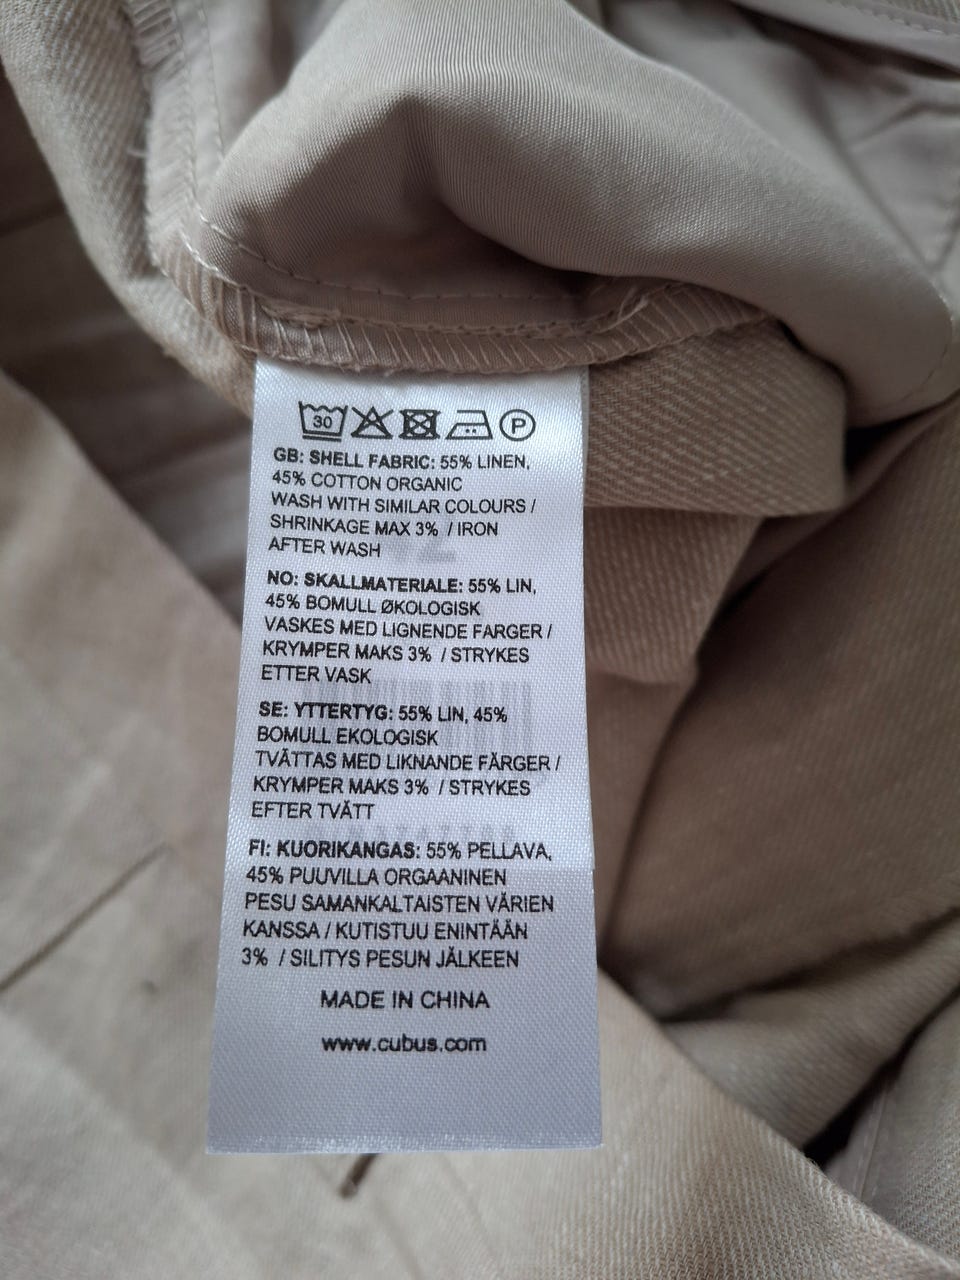 30 P
GB: SHELL FABRIC: 55% LINEN,
45% COTTON ORGANIC
WASH WITH SIMILAR COLOURS /
SHRINKAGE MAX 3% / IRON
AFTER WASH
NO: SKALLMATERIALE: 55% LIN,
45% BOMULL ØKOLOGISK
VASKES MED LIGNENDE FARGER /
KRYMPER MAKS 3% / STRYKES
ETTER VASK
SE: YTTERTYG: 55% LIN, 45%
BOMULL EKOLOGISK
TVÄTTAS MED LIKNANDE FÄRGER /
KRYMPER MAKS 3% / STRYKES
EFTER TVÄTT
FI: KUORIKANGAS: 55% PELLAVA,
45% PUUVILLA ORGAANINEN
PESU SAMANKALTAISTEN VÄRIEN
KANSSA / KUTISTUU ENINTÄÄN
3% / SILITYS PESUN JÄLKEEN
MADE IN CHINA
www.cubus.com